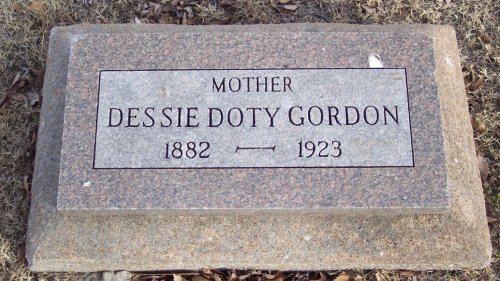 MOTHER
DESSIE DOTY GORDON
1882 — 1923